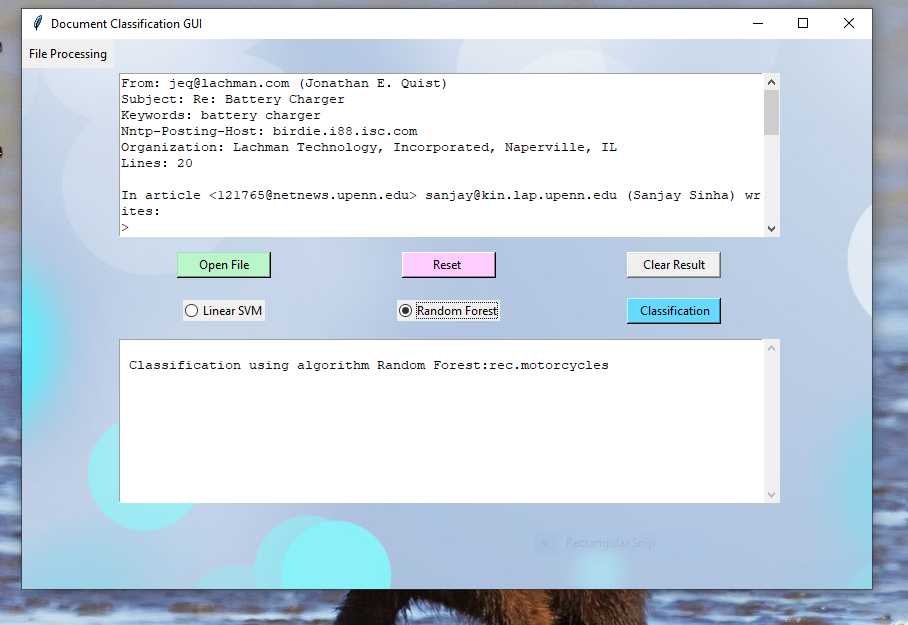 Document Classification GUI
File Processing
From: jeq@lachman.com (Jonathan E. Quist)
Subject: Re: Battery Charger
Keywords: battery charger
Nntp-Posting-Host: birdie.i88.isc.com
Organization: Lachman Technology, Incorporated, Naperville, IL
Lines: 20
In article <121765@netnews.upenn.edu> sanjay@kin.lap.upenn.edu (Sanjay Sinha) wr
ites:
>
Open File Reset Clear Result
Linear SVM Random Forest Classification
Classification using algorithm Random Forest:rec.motorcycles
Rectangular Snip